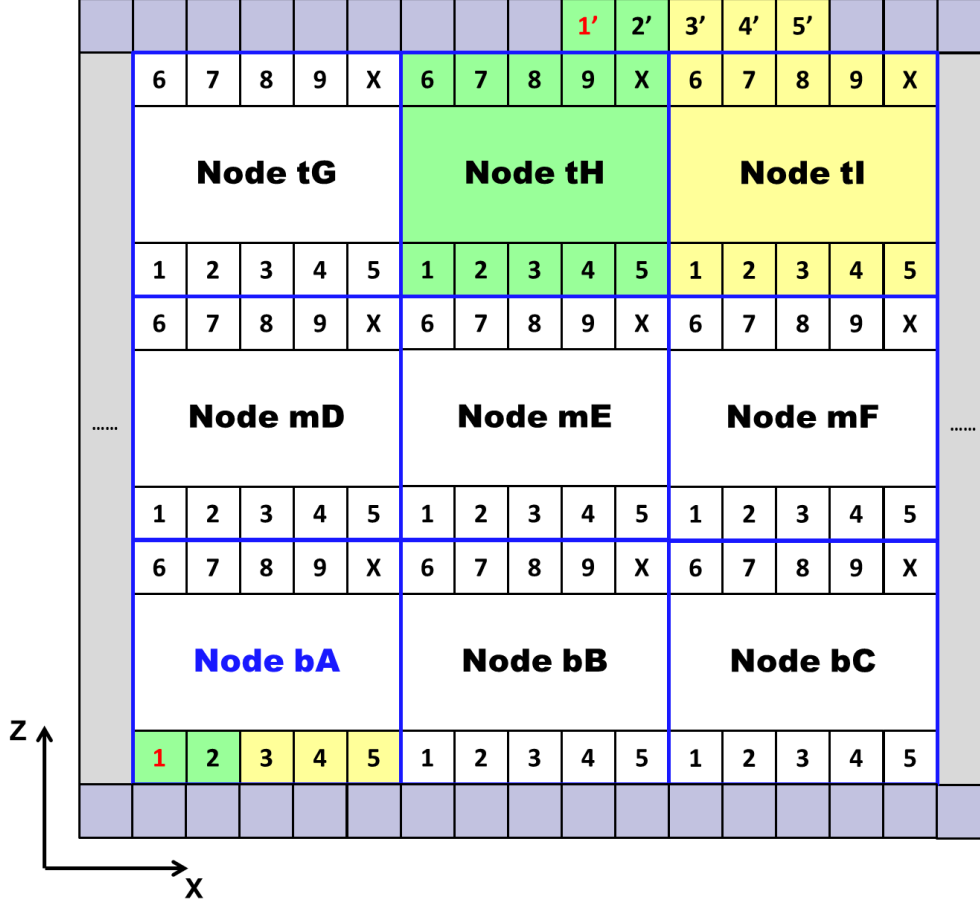 1’ 2’ 3’ 4’ 5’
6 7 8 9 X 6 7 8 9 X 6 7 8 9 X
Node tG Node tH Node tI
1 2 3 4 5 1 2 3 4 5 1 2 3 4 5
6 7 8 9 X 6 7 8 9 X 6 7 8 9 X
...... Node mD Node mE Node mF ......
1 2 3 4 5 1 2 3 4 5 1 2 3 4 5
6 7 8 9 X 6 7 8 9 X 6 7 8 9 X
Node bA Node bB Node bC
Z
1 2 3 4 5 1 2 3 4 5 1 2 3 4 5
X